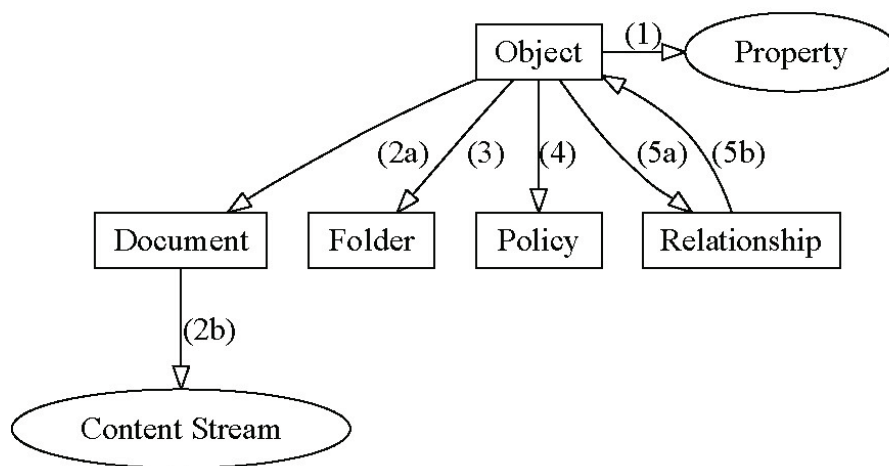 Object
(1)
Property
(2a)
(3)
(4)
(5a)
(5b)
Document
Folder
Policy
Relationship
(2b)
Content Stream